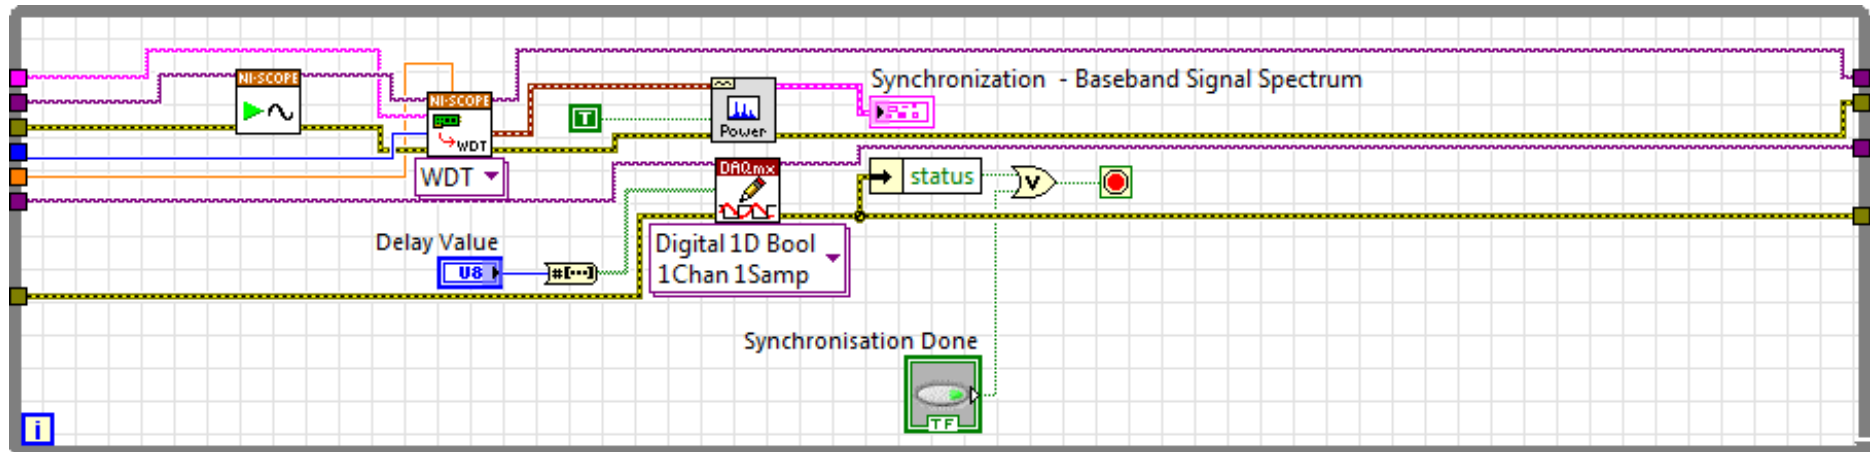 NI-SCOPE
NI-SCOPE
WDT
WDT
T
Power
Synchronization - Baseband Signal Spectrum
DAQmx
status
V
Delay Value
U8
#[...]
Digital 1D Bool
1Chan 1Samp
Synchronisation Done
TF
i